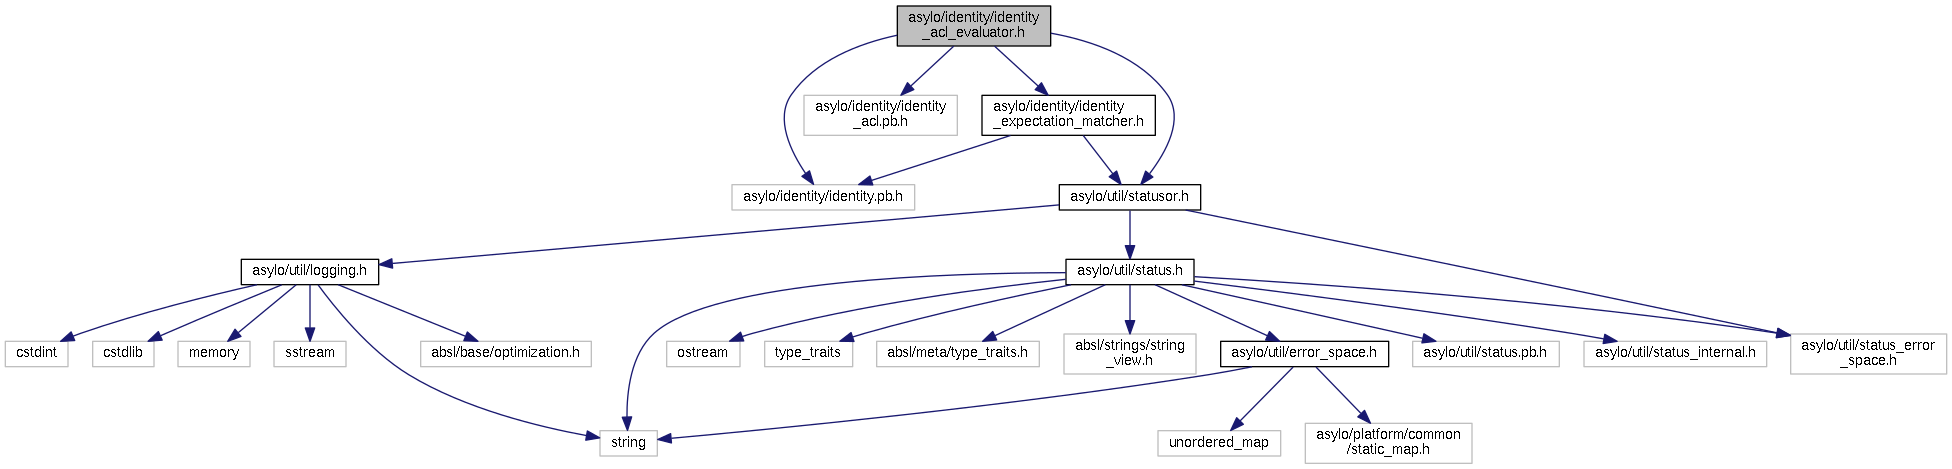 asylo/identity/identity
_acl_evaluator.h
asylo/identity/identity
_acl.pb.h
asylo/identity/identity
_expectation_matcher.h
asylo/identity/identity.pb.h
asylo/util/statusor.h
asylo/util/logging.h
asylo/util/status.h
cstdint
cstdlib
memory
sstream
absl/base/optimization.h
ostream
type_traits
absl/meta/type_traits.h
absl/strings/string
_view.h
asylo/util/error_space.h
asylo/util/status.pb.h
asylo/util/status_internal.h
asylo/util/status_error
_space.h
string
unordered_map
asylo/platform/common
/static_map.h